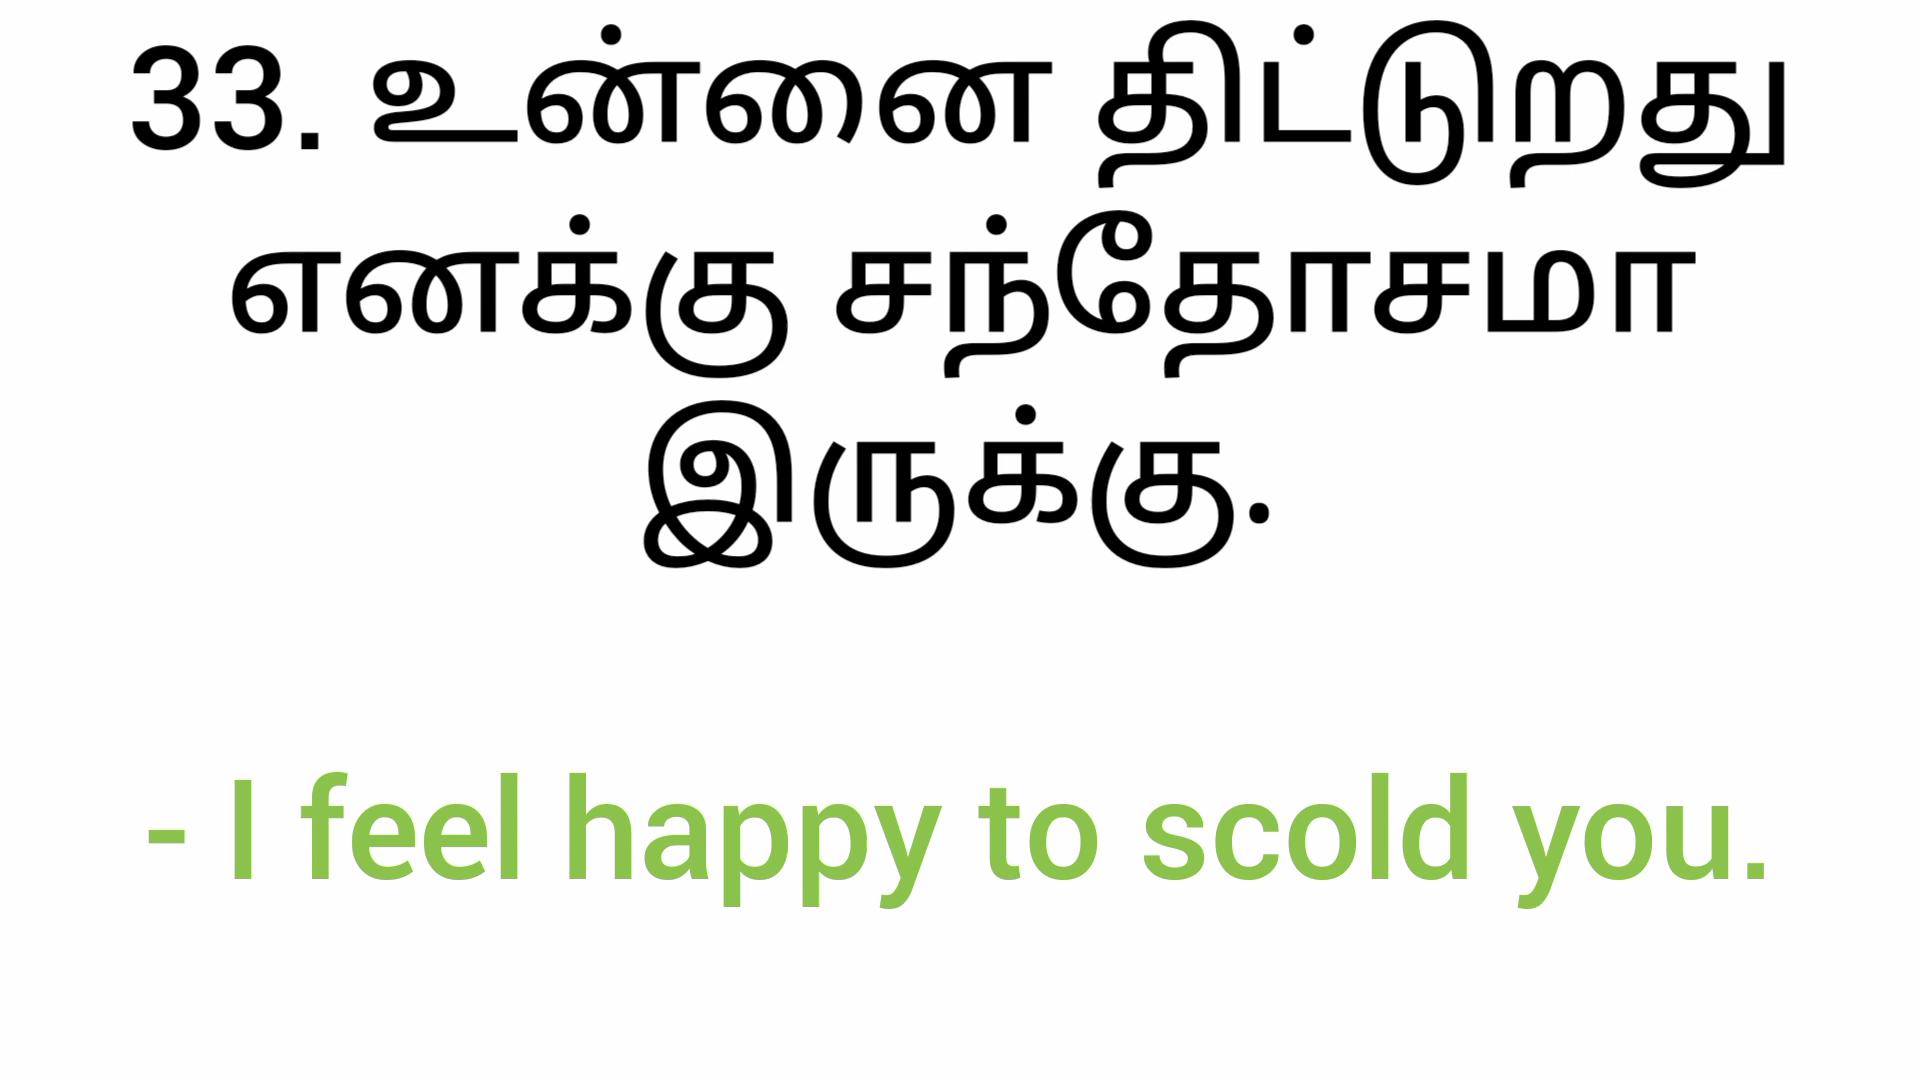 33. உன்னை திட்டுறது
எனக்கு சந்தோசமா
இருக்கு.
- I feel happy to scold you.